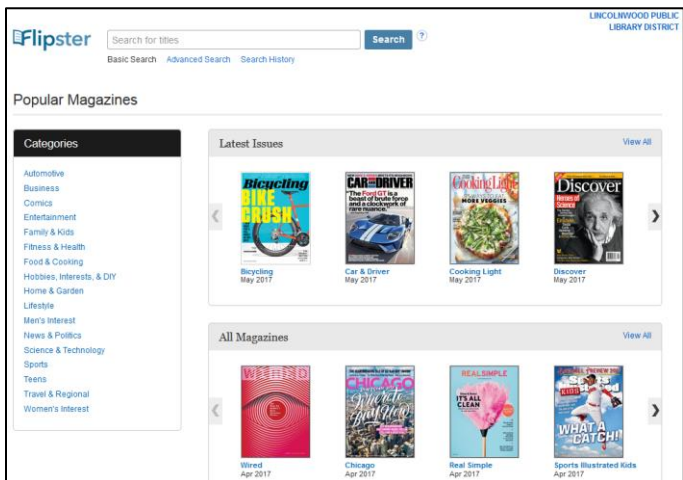 LINCOLNWOOD PUBLIC
LIBRARY DISTRICT
Flipster
Search for titles
Search
?
Basic Search Advanced Search Search History
Popular Magazines
Categories
Automotive
Business
Comics
Entertainment
Family & Kids
Fitness & Health
Food & Cooking
Hobbies, Interests, & DIY
Home & Garden
Lifestyle
Men's Interest
News & Politics
Science & Technology
Sports
Teens
Travel & Regional
Women's Interest
Latest Issues
View All
Bicycling
BIKE
CRUSH
CAR AND DRIVER
"The Ford GT is a
beast of brute force
and a clockwork of
rare nuance."
Cooking Light
MORE VEGGIES
Discover
Heroes of
Science
Bicycling
May 2017
Car & Driver
May 2017
Cooking Light
May 2017
Discover
May 2017
All Magazines
View All
WIRED
CHICAGO
REAL SIMPLE
IT'S ALL
CLEAN
KIDS
WHAT A
CATCH!
Wired
Apr 2017
Chicago
Apr 2017
Real Simple
Apr 2017
Sports Illustrated Kids
Apr 2017